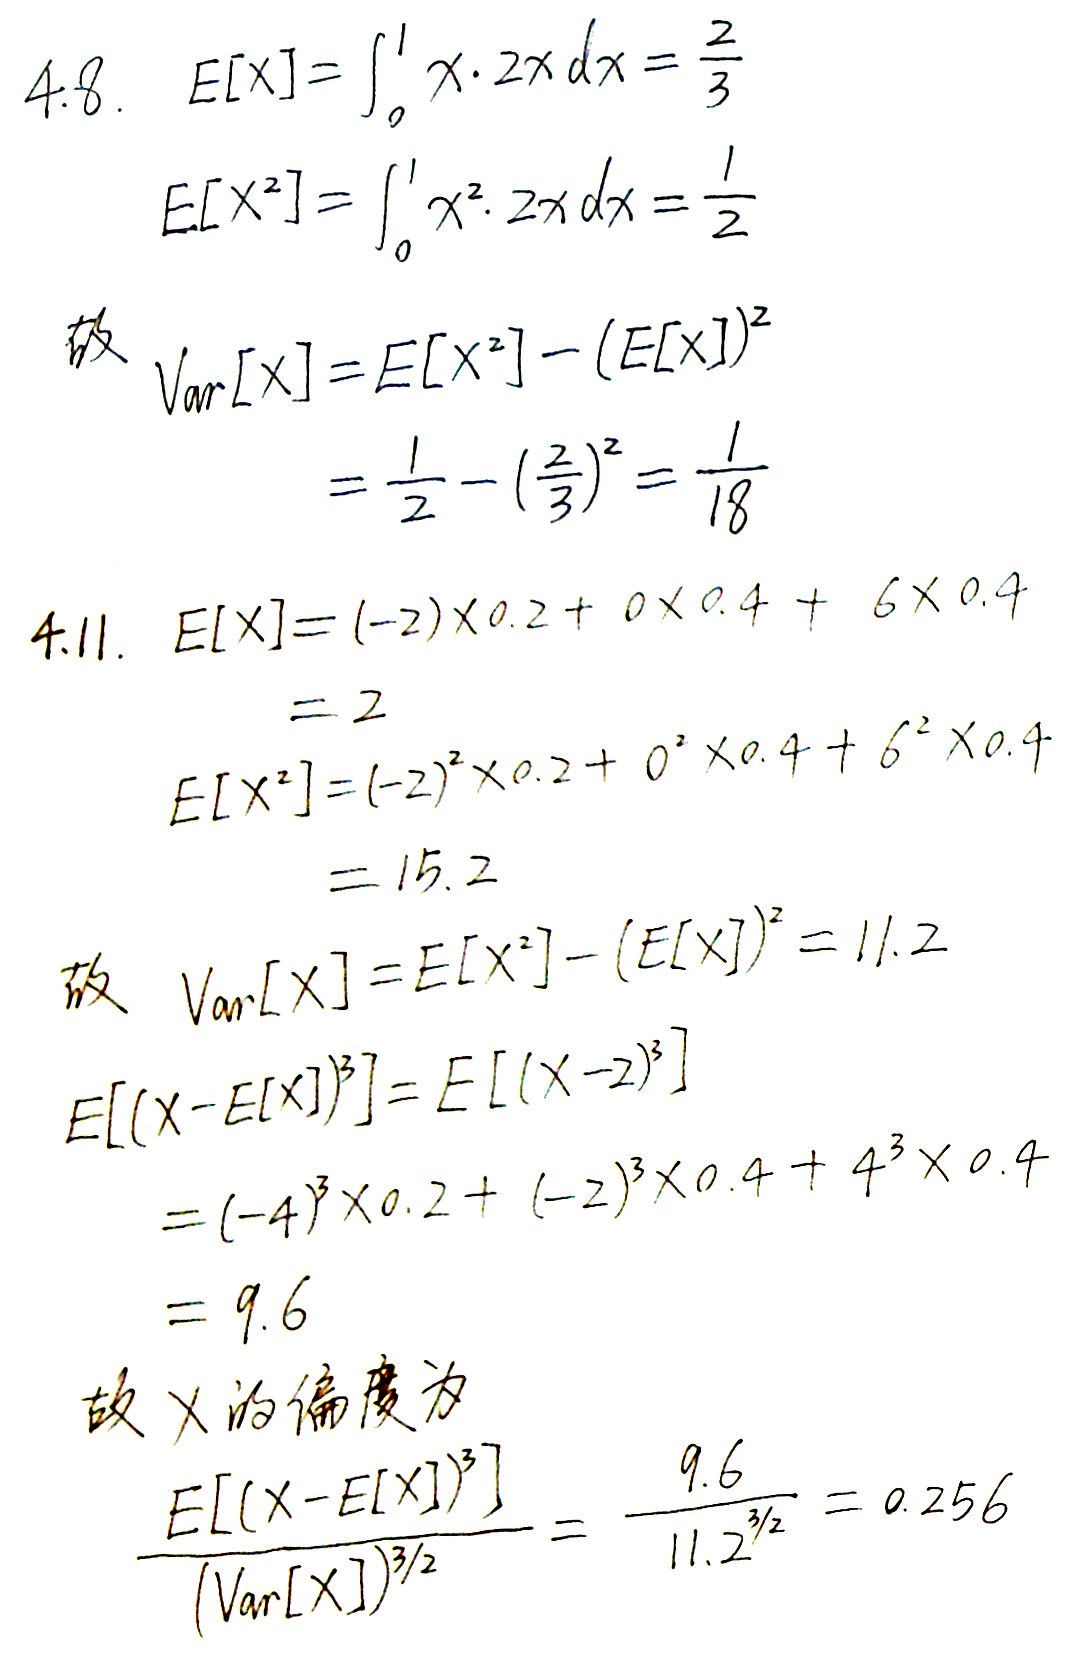 4.8. E[X] = ∫₀¹ x·2x dx = 2/3
E[X²] = ∫₀¹ x²·2x dx = 1/2
故 Var[X] = E[X²] − (E[X])²
= 1/2 − (2/3)² = 1/18
4.11. E[X] = (−2)×0.2 + 0×0.4 + 6×0.4
= 2
E[X²] = (−2)²×0.2 + 0²×0.4 + 6²×0.4
= 15.2
故 Var[X] = E[X²] − (E[X])² = 11.2
E[(X−E[X])³] = E[(X−2)³]
= (−4)³×0.2 + (−2)³×0.4 + 4³×0.4
= 9.6
故 X 的偏度为
E[(X−E[X])³] / (Var[X])^{3/2} = 9.6 / 11.2^{3/2} = 0.256